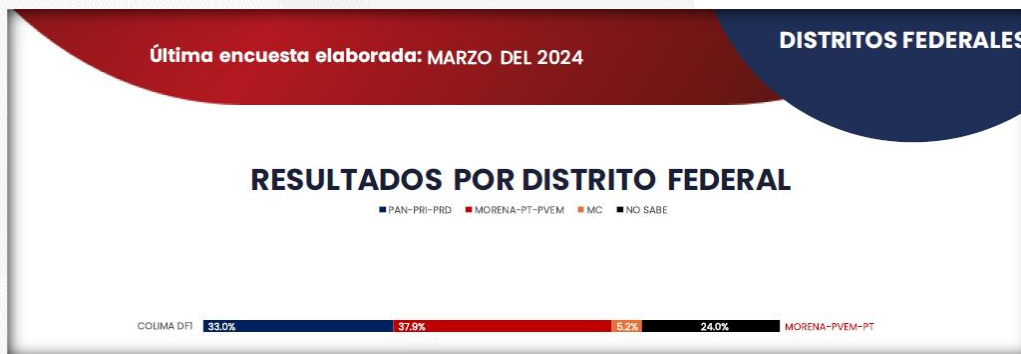 Última encuesta elaborada: MARZO DEL 2024
DISTRITOS FEDERALES
RESULTADOS POR DISTRITO FEDERAL
PAN-PRI-PRD MORENA-PT-PVEM MC NO SABE
COLIMA DF1 33.0% 37.9% 5.2% 24.0% MORENA-PVEM-PT